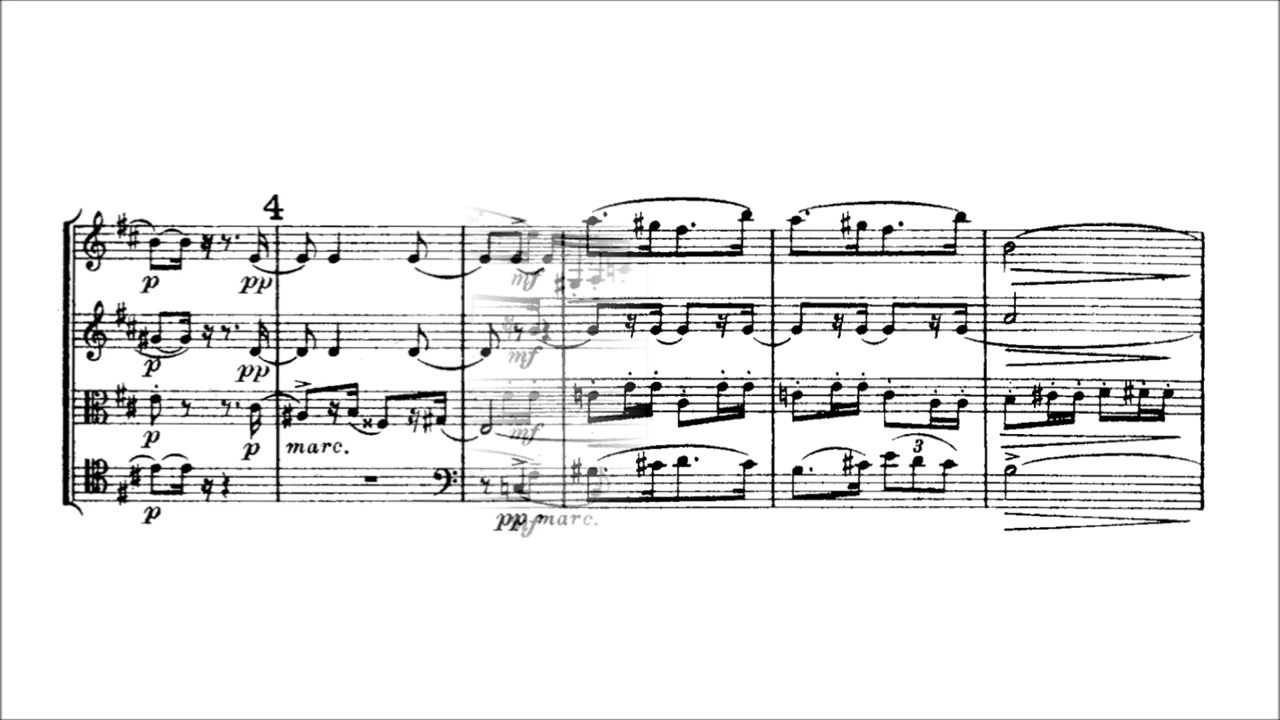 4
p pp mf
p pp mf
p p marc. mf
3
p pp marc.